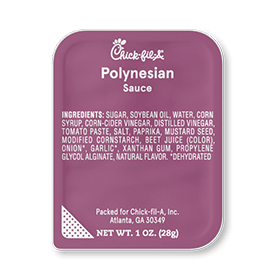 Chick-fil-A
Polynesian
Sauce
INGREDIENTS: SUGAR, SOYBEAN OIL, WATER, CORN
SYRUP, CORN-CIDER VINEGAR, DISTILLED VINEGAR,
TOMATO PASTE, SALT, PAPRIKA, MUSTARD SEED,
MODIFIED CORNSTARCH, BEET JUICE (COLOR),
ONION*, GARLIC*, XANTHAN GUM, PROPYLENE
GLYCOL ALGINATE, NATURAL FLAVOR. *DEHYDRATED
Packed for Chick-fil-A, Inc.
Atlanta, GA 30349
NET WT. 1 OZ. (28g)